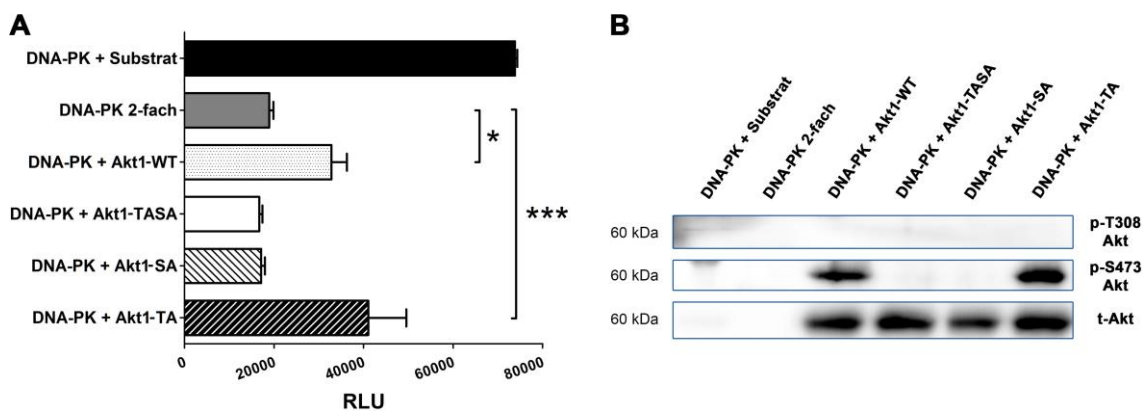 A
DNA-PK + Substrat
DNA-PK 2-fach
DNA-PK + Akt1-WT
DNA-PK + Akt1-TASA
DNA-PK + Akt1-SA
DNA-PK + Akt1-TA
*
***
0
20000
40000
60000
80000
RLU
B
DNA-PK + Substrat
DNA-PK 2-fach
DNA-PK + Akt1-WT
DNA-PK + Akt1-TASA
DNA-PK + Akt1-SA
DNA-PK + Akt1-TA
60 kDa
p-T308
Akt
60 kDa
p-S473
Akt
60 kDa
t-Akt